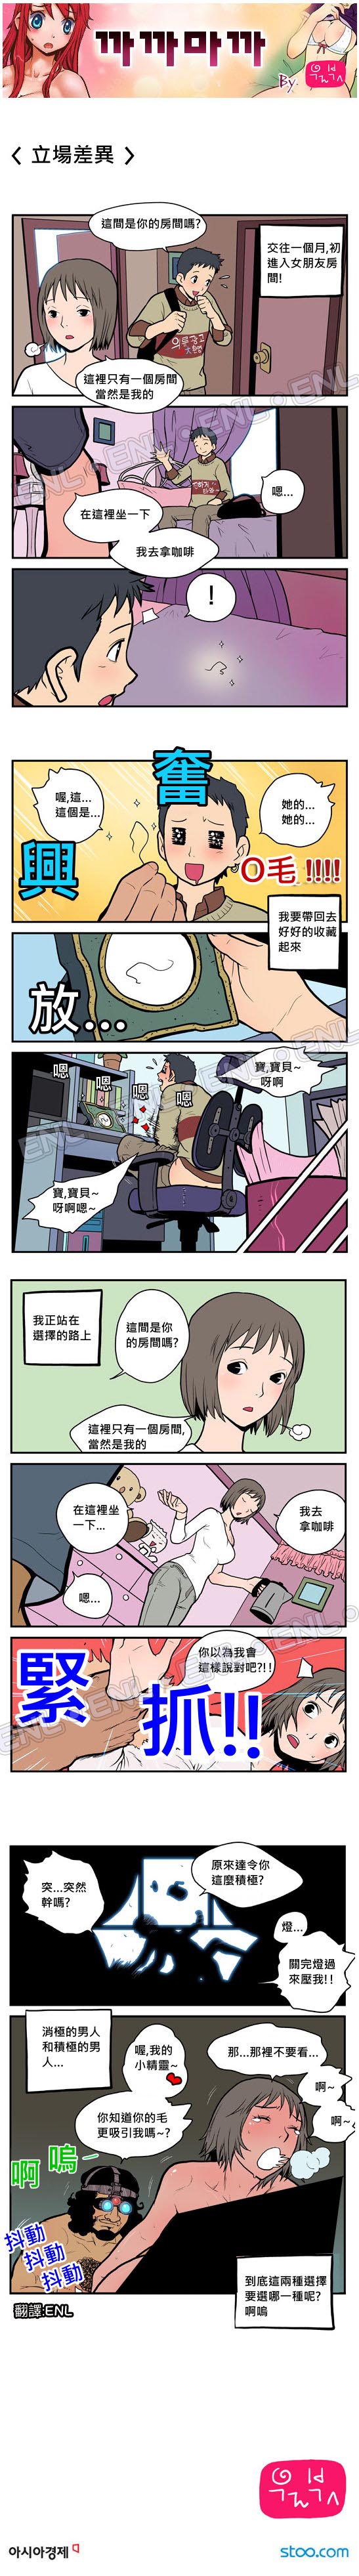 까까마까
By.
〈 立場差異 〉
這間是你的房間嗎?
交往一個月,初
進入女朋友房
間!
這裡只有一個房間
當然是我的
嗯...
在這裡坐一下
我去拿咖啡
!
奮
興
喔,這...
這個是...
她的...
她的...
O毛 !!!!
我要帶回去
好好的收藏
起來
放...
嗯
嗯
嗯
嗯
寶,寶貝~
呀啊
寶,寶貝~
呀啊嗯~
我正站在
選擇的路上
這間是你
的房間嗎?
這裡只有一個房間,
當然是我的
在這裡坐
一下...
我去
拿咖啡
嗯...
你以為我會
這樣說對吧?!!
緊
抓!!
原來達令你
這麼積極?
突...突然
幹嗎?
燈...
關完燈過
來壓我!!
消極的男人
和積極的男
人...
喔,我的
小精靈~
那...那裡不要看...
啊~
啊~
你知道你的毛
更吸引我嗎~?
嗚~
啊
抖動
抖動
抖動
到底這兩種選擇
要選哪一種呢?
啊嗚
翻譯:ENL
아시아경제
stoo.com
ENL
ENL
ENL
ENL